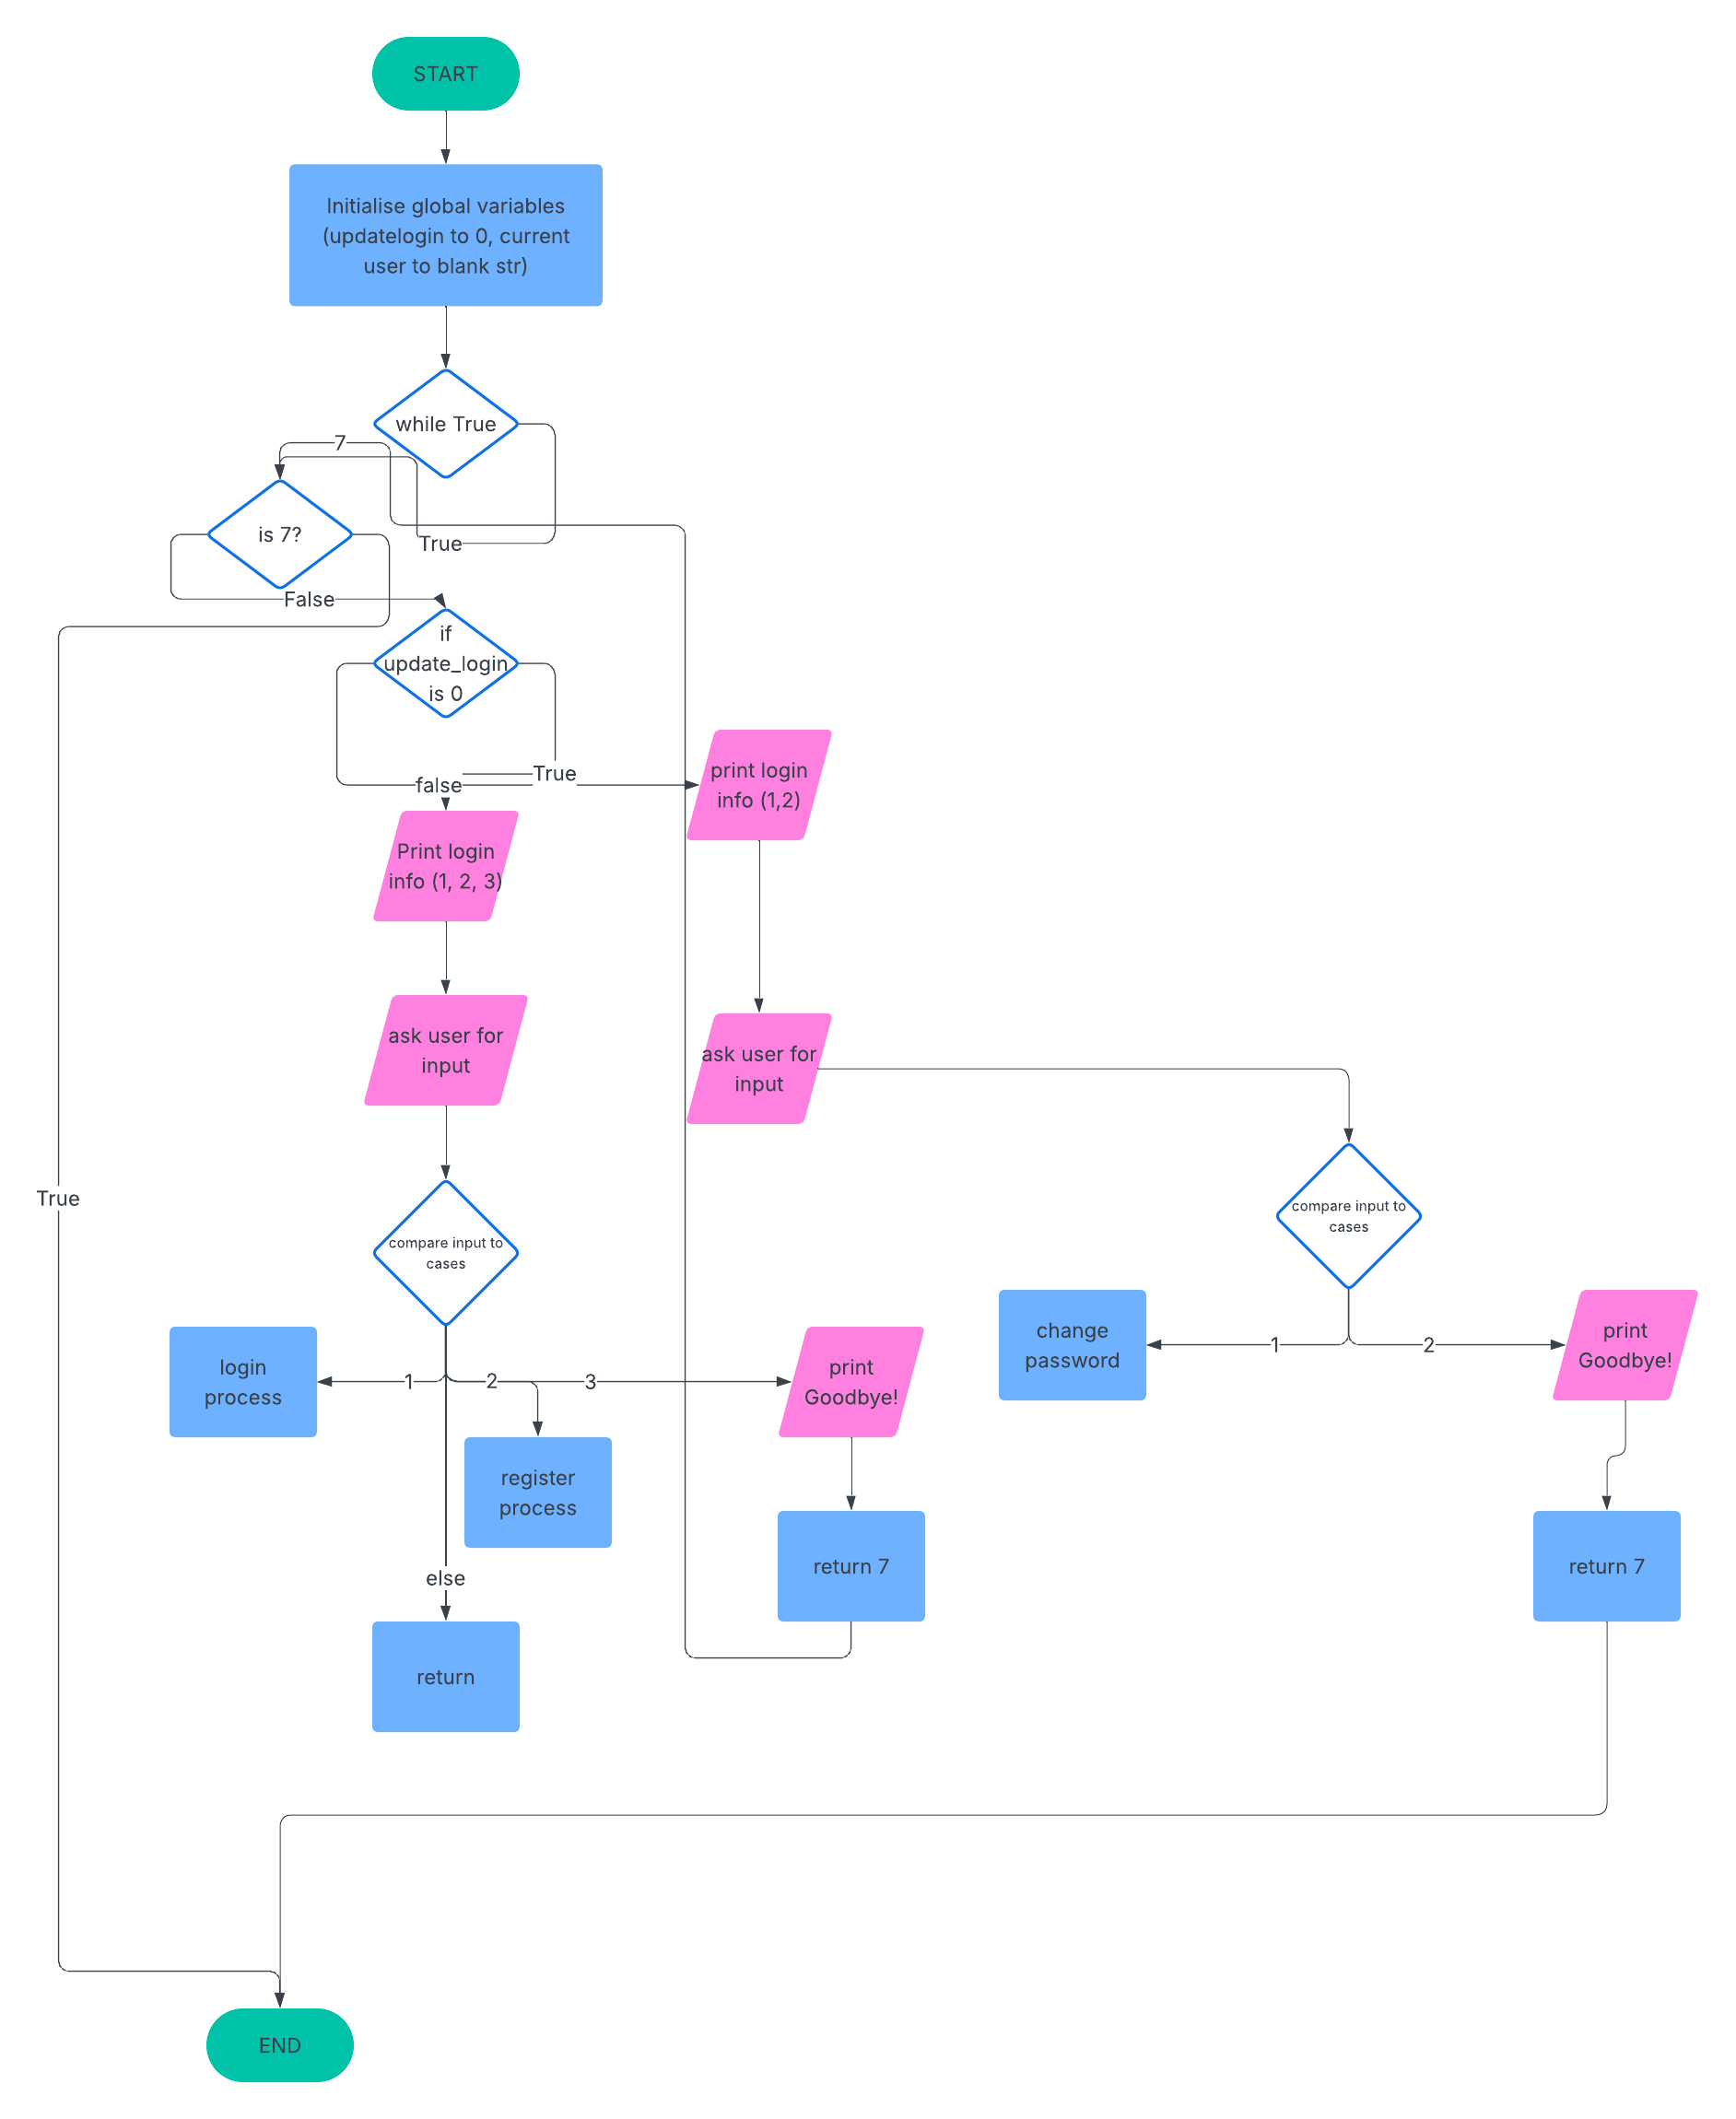 START
Initialise global variables
(updatelogin to 0, current
user to blank str)
while True
7
is 7?
True
False
if
update_login
is 0
True
false
print login
info (1,2)
Print login
info (1, 2, 3)
ask user for
input
ask user for
input
True
compare input to
cases
compare input to
cases
change
password
1
2
print
Goodbye!
login
process
1
2
3
print
Goodbye!
register
process
else
return 7
return 7
return
END